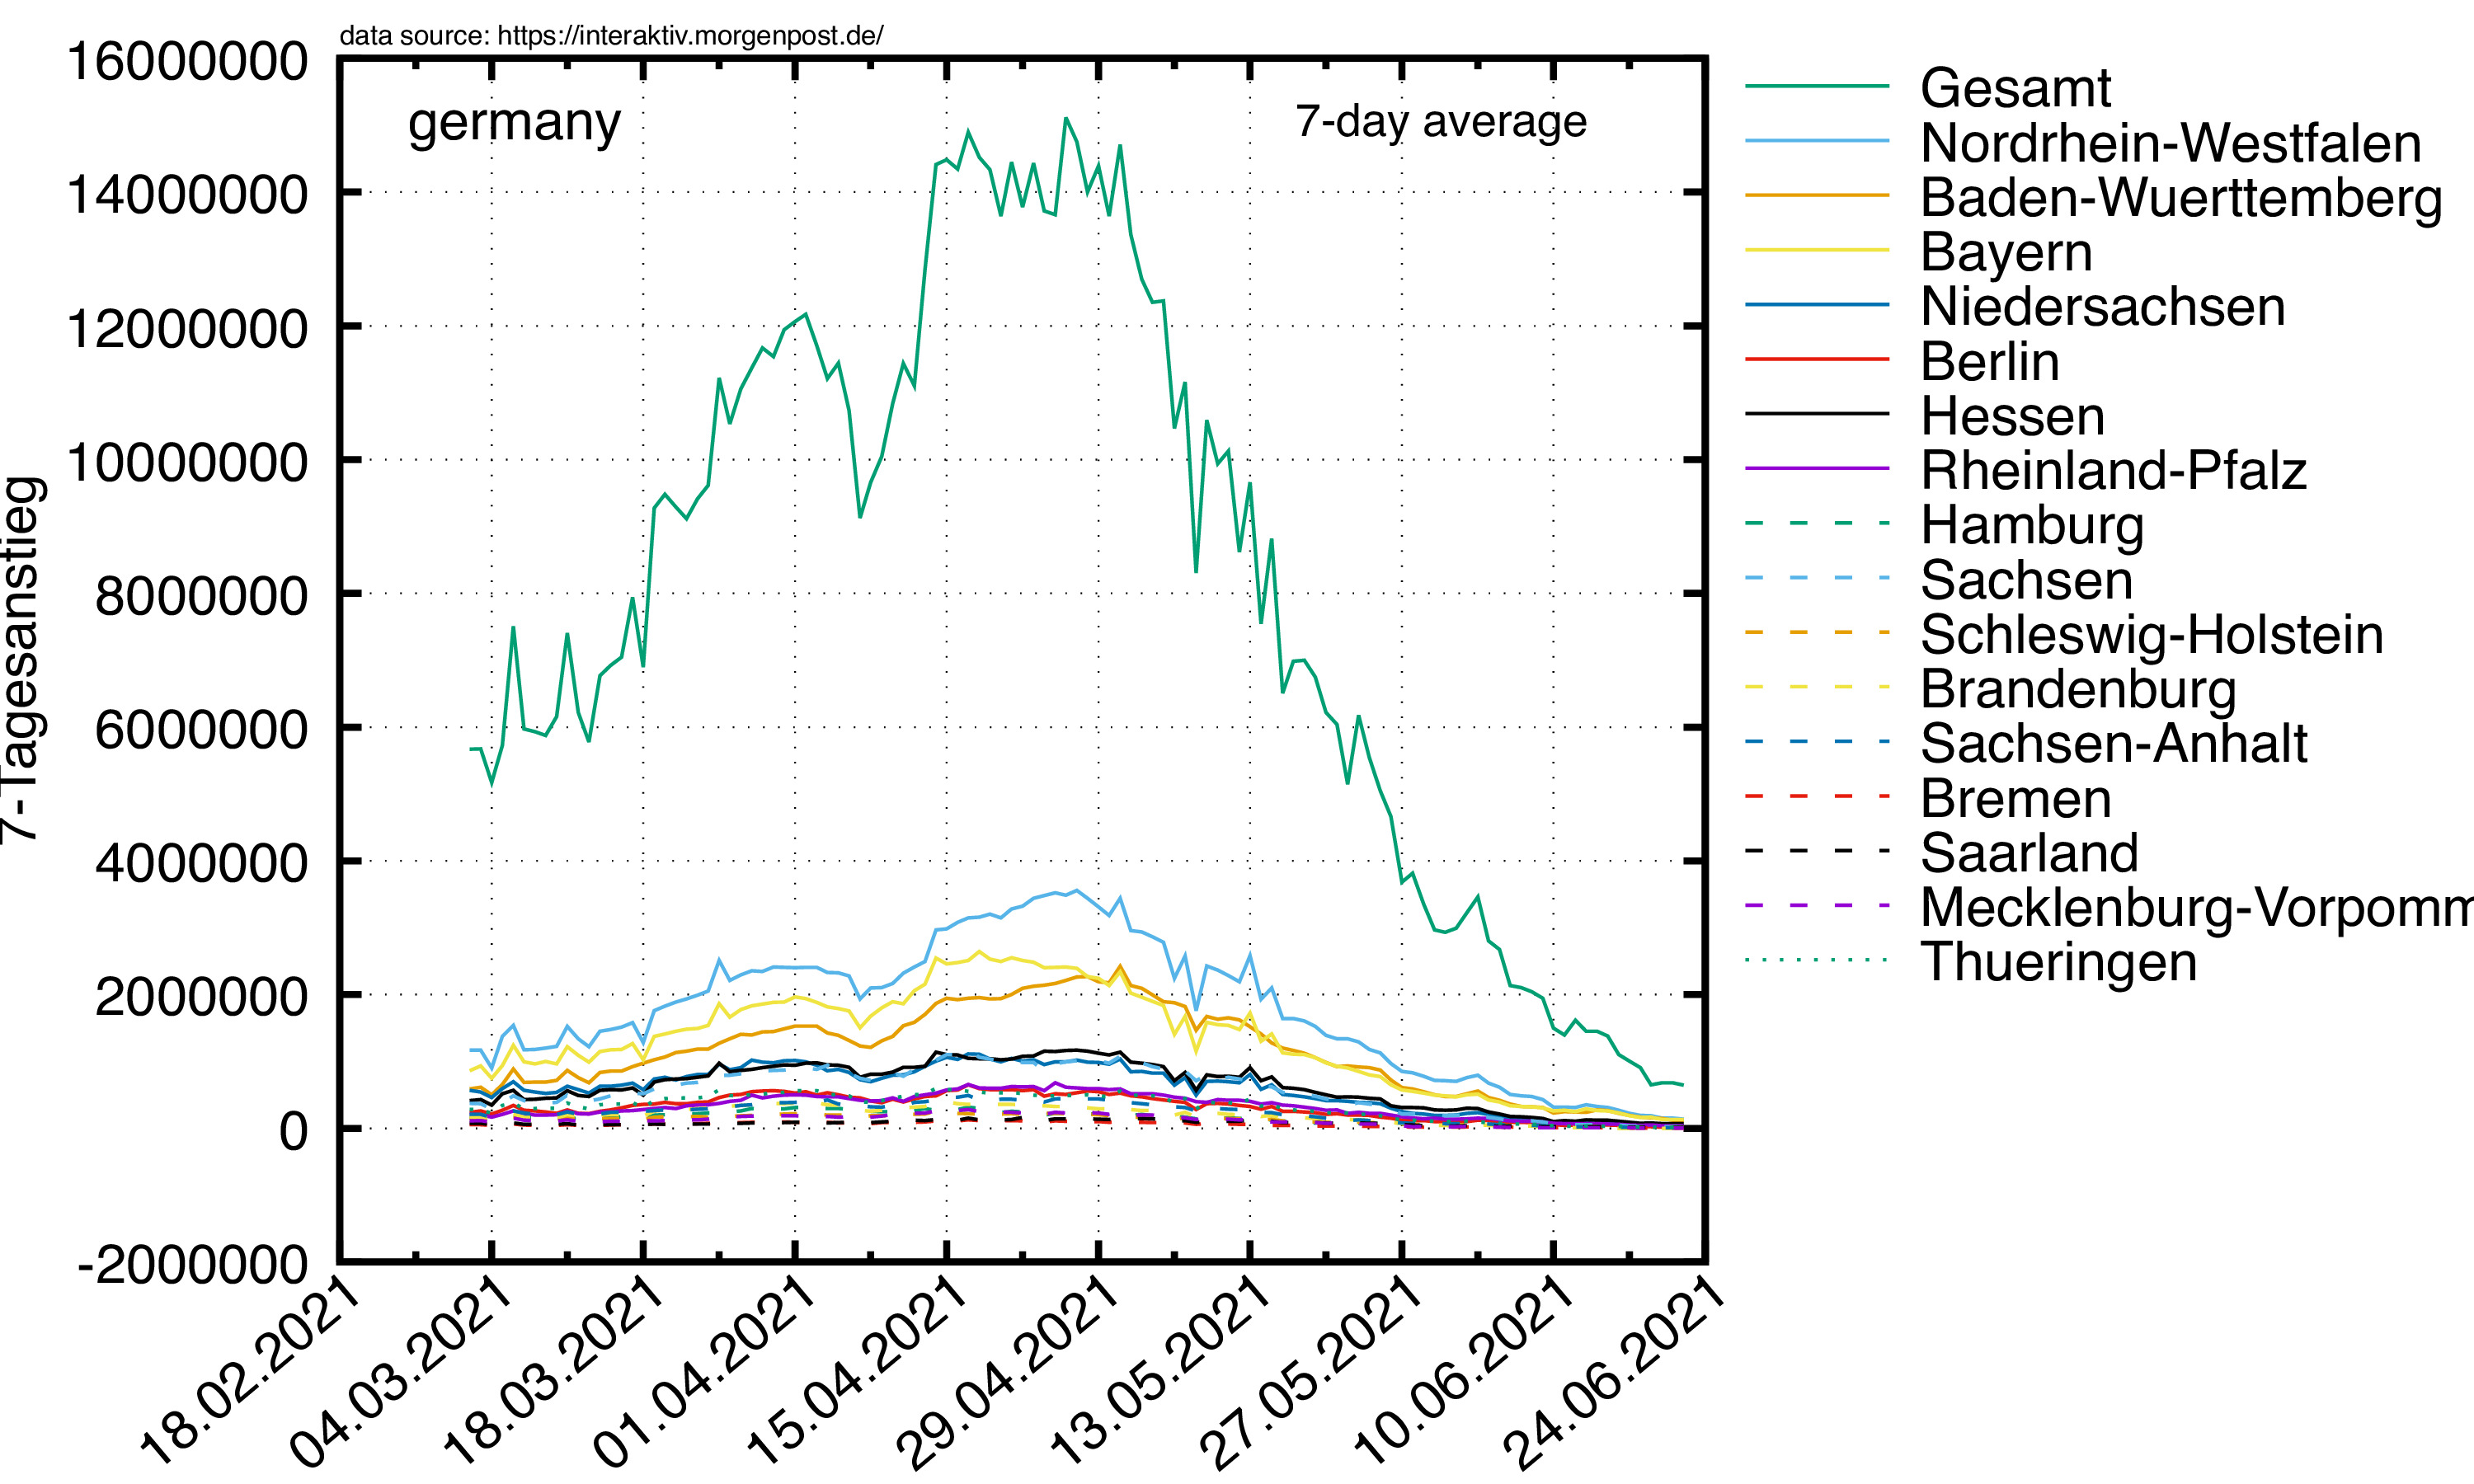 data source: https://interaktiv.morgenpost.de/
germany
7-day average
7-Tagesanstieg
16000000
14000000
12000000
10000000
8000000
6000000
4000000
2000000
0
-2000000
18.02.2021
04.03.2021
18.03.2021
01.04.2021
15.04.2021
29.04.2021
13.05.2021
27.05.2021
10.06.2021
24.06.2021
Gesamt
Nordrhein-Westfalen
Baden-Wuerttemberg
Bayern
Niedersachsen
Berlin
Hessen
Rheinland-Pfalz
Hamburg
Sachsen
Schleswig-Holstein
Brandenburg
Sachsen-Anhalt
Bremen
Saarland
Mecklenburg-Vorpomm
Thueringen